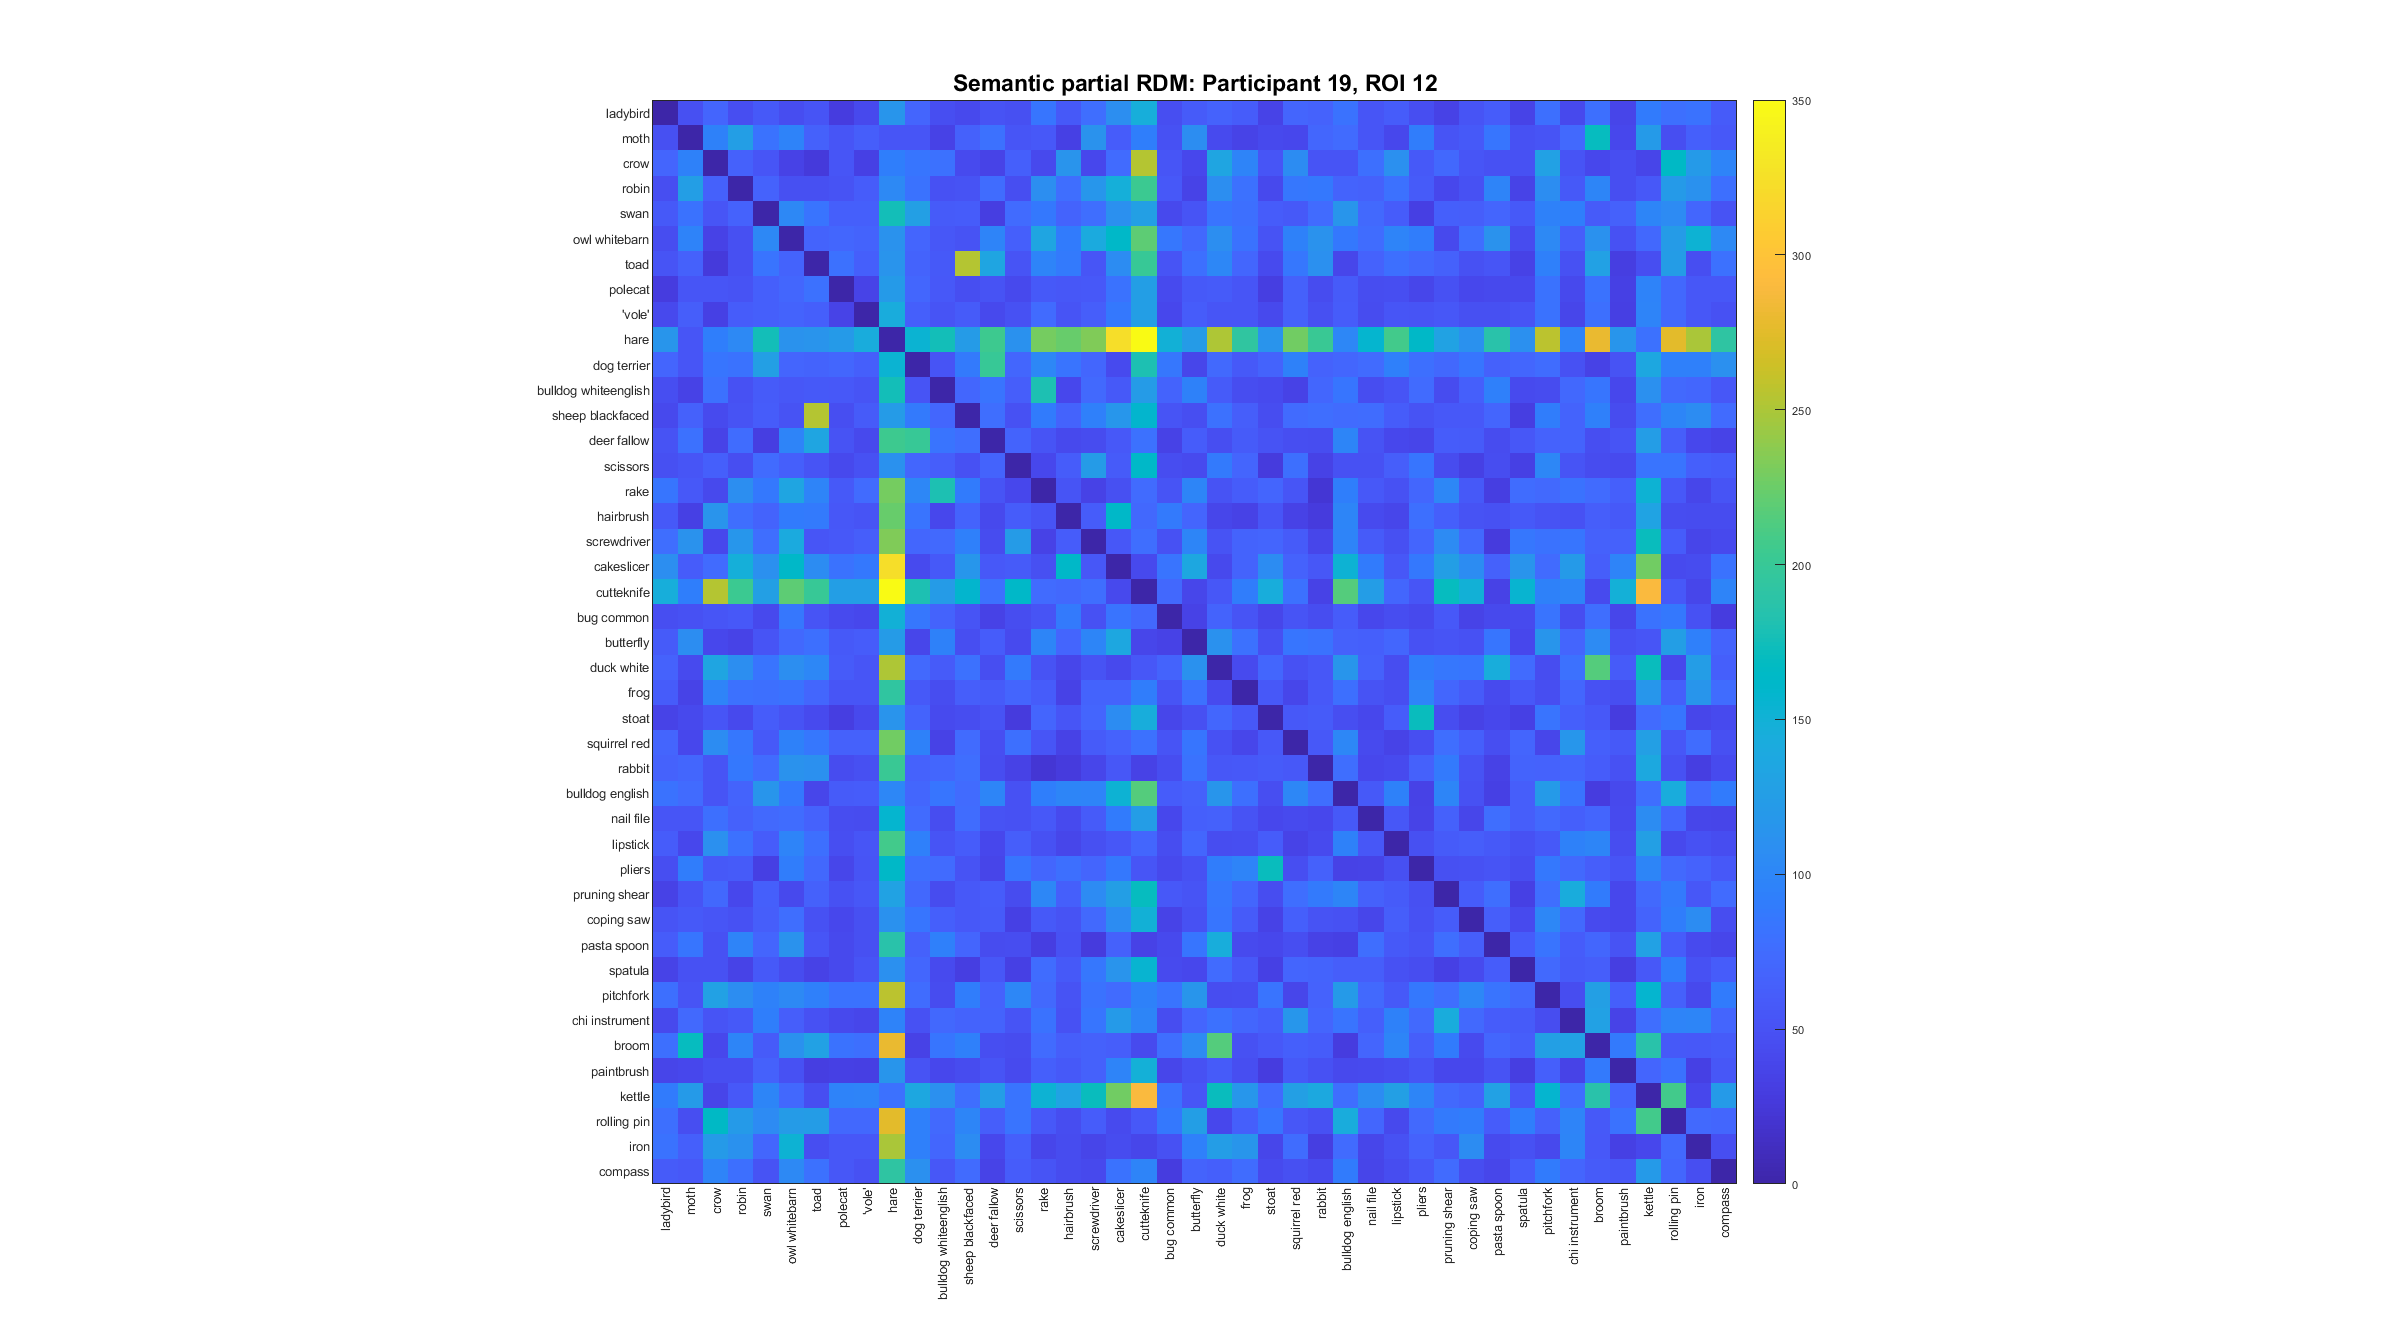 Semantic partial RDM: Participant 19, ROI 12
ladybird
moth
crow
robin
swan
owl whitebarn
toad
polecat
'vole'
hare
dog terrier
bulldog whiteenglish
sheep blackfaced
deer fallow
scissors
rake
hairbrush
screwdriver
cakeslicer
cutteknife
bug common
butterfly
duck white
frog
stoat
squirrel red
rabbit
bulldog english
nail file
lipstick
pliers
pruning shear
coping saw
pasta spoon
spatula
pitchfork
chi instrument
broom
paintbrush
kettle
rolling pin
iron
compass
350
300
250
200
150
100
50
0
ladybird
moth
crow
robin
swan
owl whitebarn
toad
polecat
'vole'
hare
dog terrier
bulldog whiteenglish
sheep blackfaced
deer fallow
scissors
rake
hairbrush
screwdriver
cakeslicer
cutteknife
bug common
butterfly
duck white
frog
stoat
squirrel red
rabbit
bulldog english
nail file
lipstick
pliers
pruning shear
coping saw
pasta spoon
spatula
pitchfork
chi instrument
broom
paintbrush
kettle
rolling pin
iron
compass